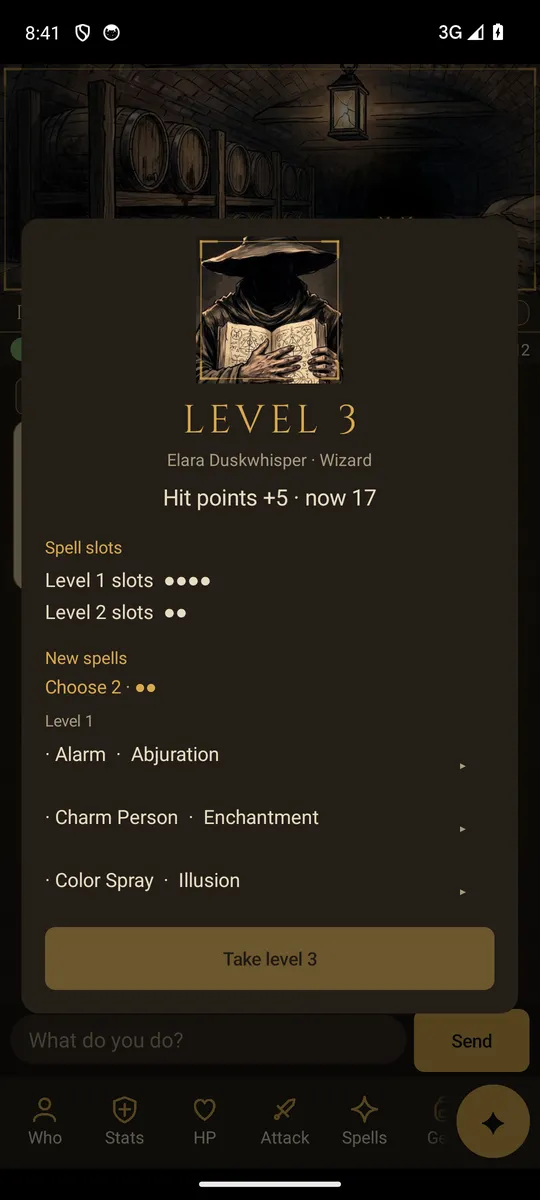 8:41
3G
2
LEVEL 3
Elara Duskwhisper · Wizard
Hit points +5 · now 17
Spell slots
Level 1 slots ●●●●
Level 2 slots ●●
New spells
Choose 2 · ●●
Level 1
· Alarm · Abjuration
· Charm Person · Enchantment
· Color Spray · Illusion
Take level 3
What do you do?
Send
Who
Stats
HP
Attack
Spells